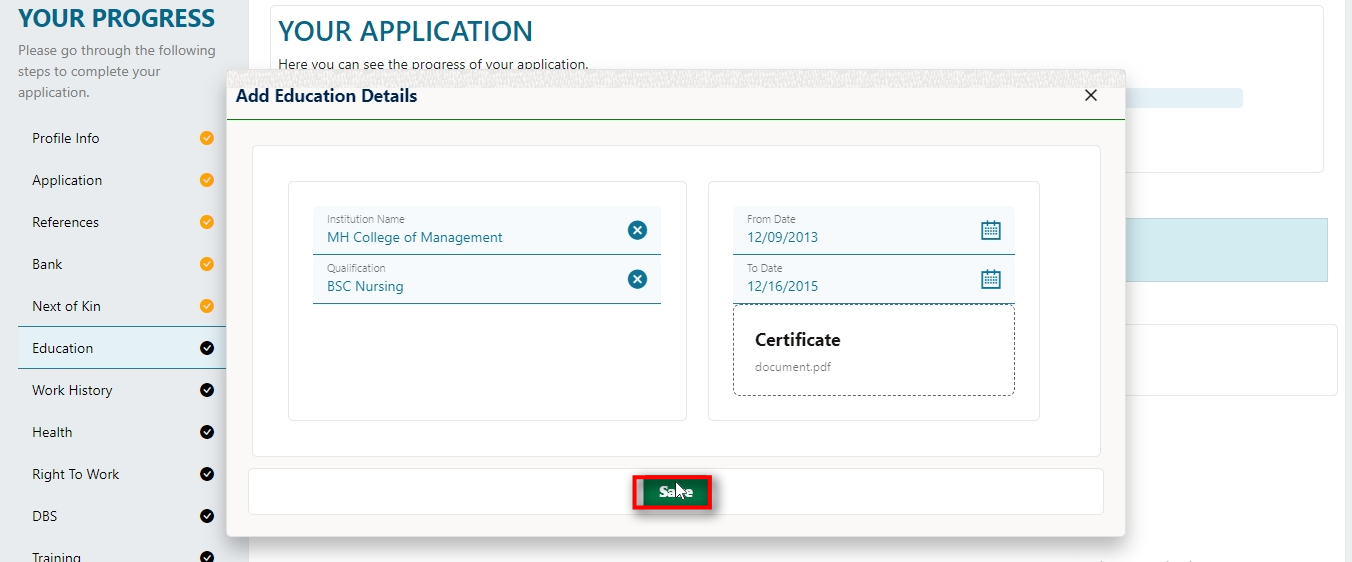 YOUR PROGRESS
Please go through the following
steps to complete your
application.
Profile Info
Application
References
Bank
Next of Kin
Education
Work History
Health
Right To Work
DBS
Training
YOUR APPLICATION
Here you can see the progress of your application.
Add Education Details
Institution Name
MH College of Management
Qualification
BSC Nursing
From Date
12/09/2013
To Date
12/16/2015
Certificate
document.pdf
Save